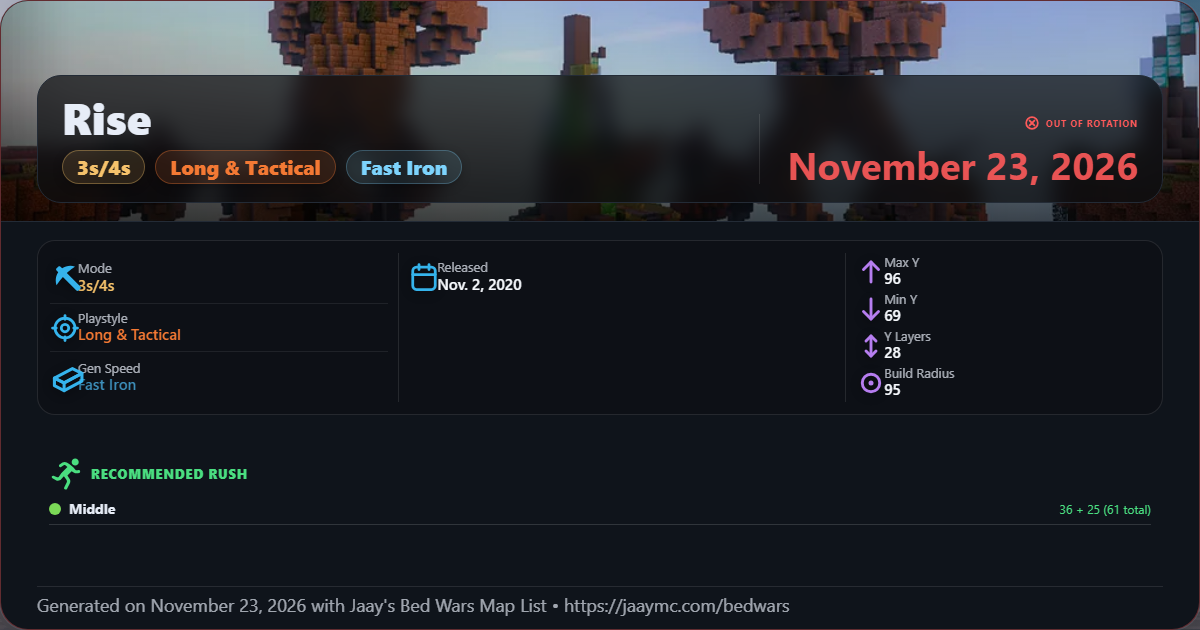 Rise
OUT OF ROTATION
3s/4s
Long & Tactical
Fast Iron
November 23, 2026
Mode
3s/4s
Playstyle
Long & Tactical
Gen Speed
Fast Iron
Released
Nov. 2, 2020
Max Y
96
Min Y
69
Y Layers
28
Build Radius
95
RECOMMENDED RUSH
Middle
36 + 25 (61 total)
Generated on November 23, 2026 with Jaay's Bed Wars Map List • https://jaaymc.com/bedwars